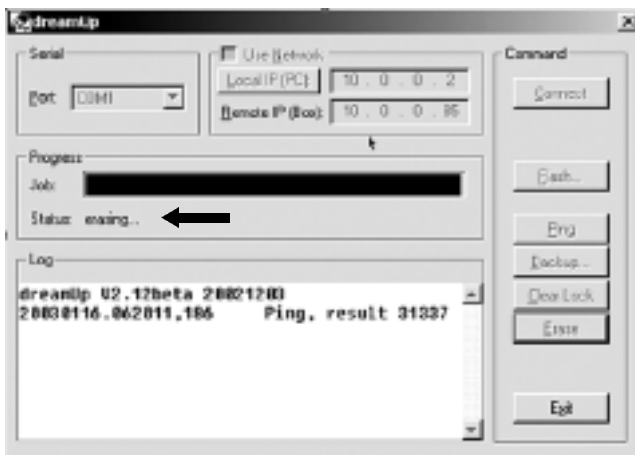 dreamUp
Serial
Port: COM1
Use Network
Local IP (PC): 10 . 0 . 0 . 2
Remote IP (Box): 10 . 0 . 0 . 85
Command
Connect
Flash...
Ping
Backup...
Clear Lock
Erase
Exit
Progress
Job:
Status: erasing...
Log
dreamUp V2.12beta 20021203
20030116.062011,186 Ping, result 31337